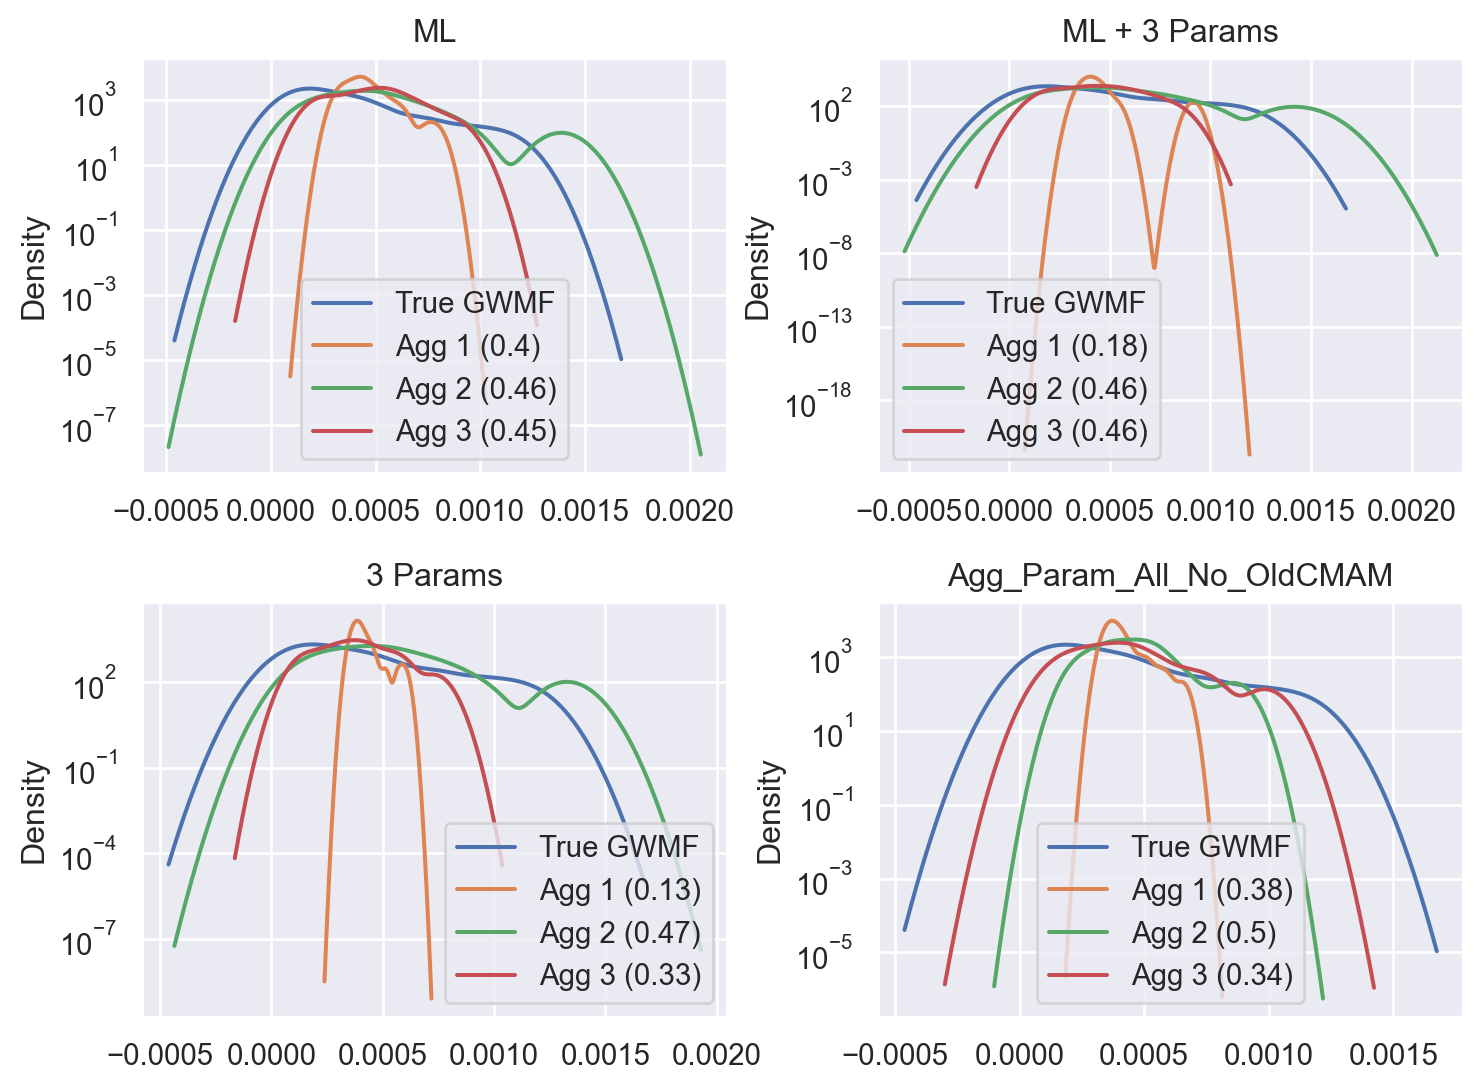 ML
Density
10^3
10^1
10^−1
10^−3
10^−5
10^−7
True GWMF
Agg 1 (0.4)
Agg 2 (0.46)
Agg 3 (0.45)
−0.0005 0.0000 0.0005 0.0010 0.0015 0.0020
ML + 3 Params
Density
10^2
10^−3
10^−8
10^−13
10^−18
True GWMF
Agg 1 (0.18)
Agg 2 (0.46)
Agg 3 (0.46)
−0.0005 0.0000 0.0005 0.0010 0.0015 0.0020
3 Params
Density
10^2
10^−1
10^−4
10^−7
True GWMF
Agg 1 (0.13)
Agg 2 (0.47)
Agg 3 (0.33)
−0.0005 0.0000 0.0005 0.0010 0.0015 0.0020
Agg_Param_All_No_OldCMAM
Density
10^3
10^1
10^−1
10^−3
10^−5
True GWMF
Agg 1 (0.38)
Agg 2 (0.5)
Agg 3 (0.34)
−0.0005 0.0000 0.0005 0.0010 0.0015